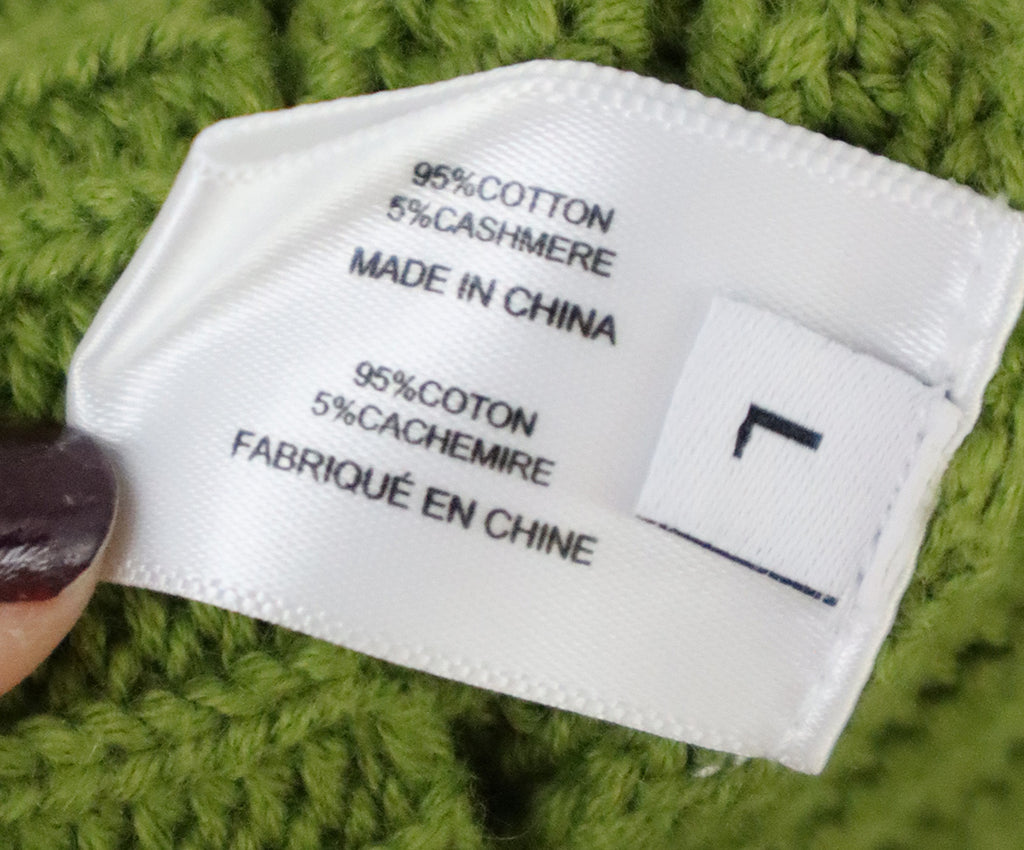 95%COTTON
5%CASHMERE
MADE IN CHINA
95%COTON
5%CACHEMIRE
FABRIQUÉ EN CHINE
L